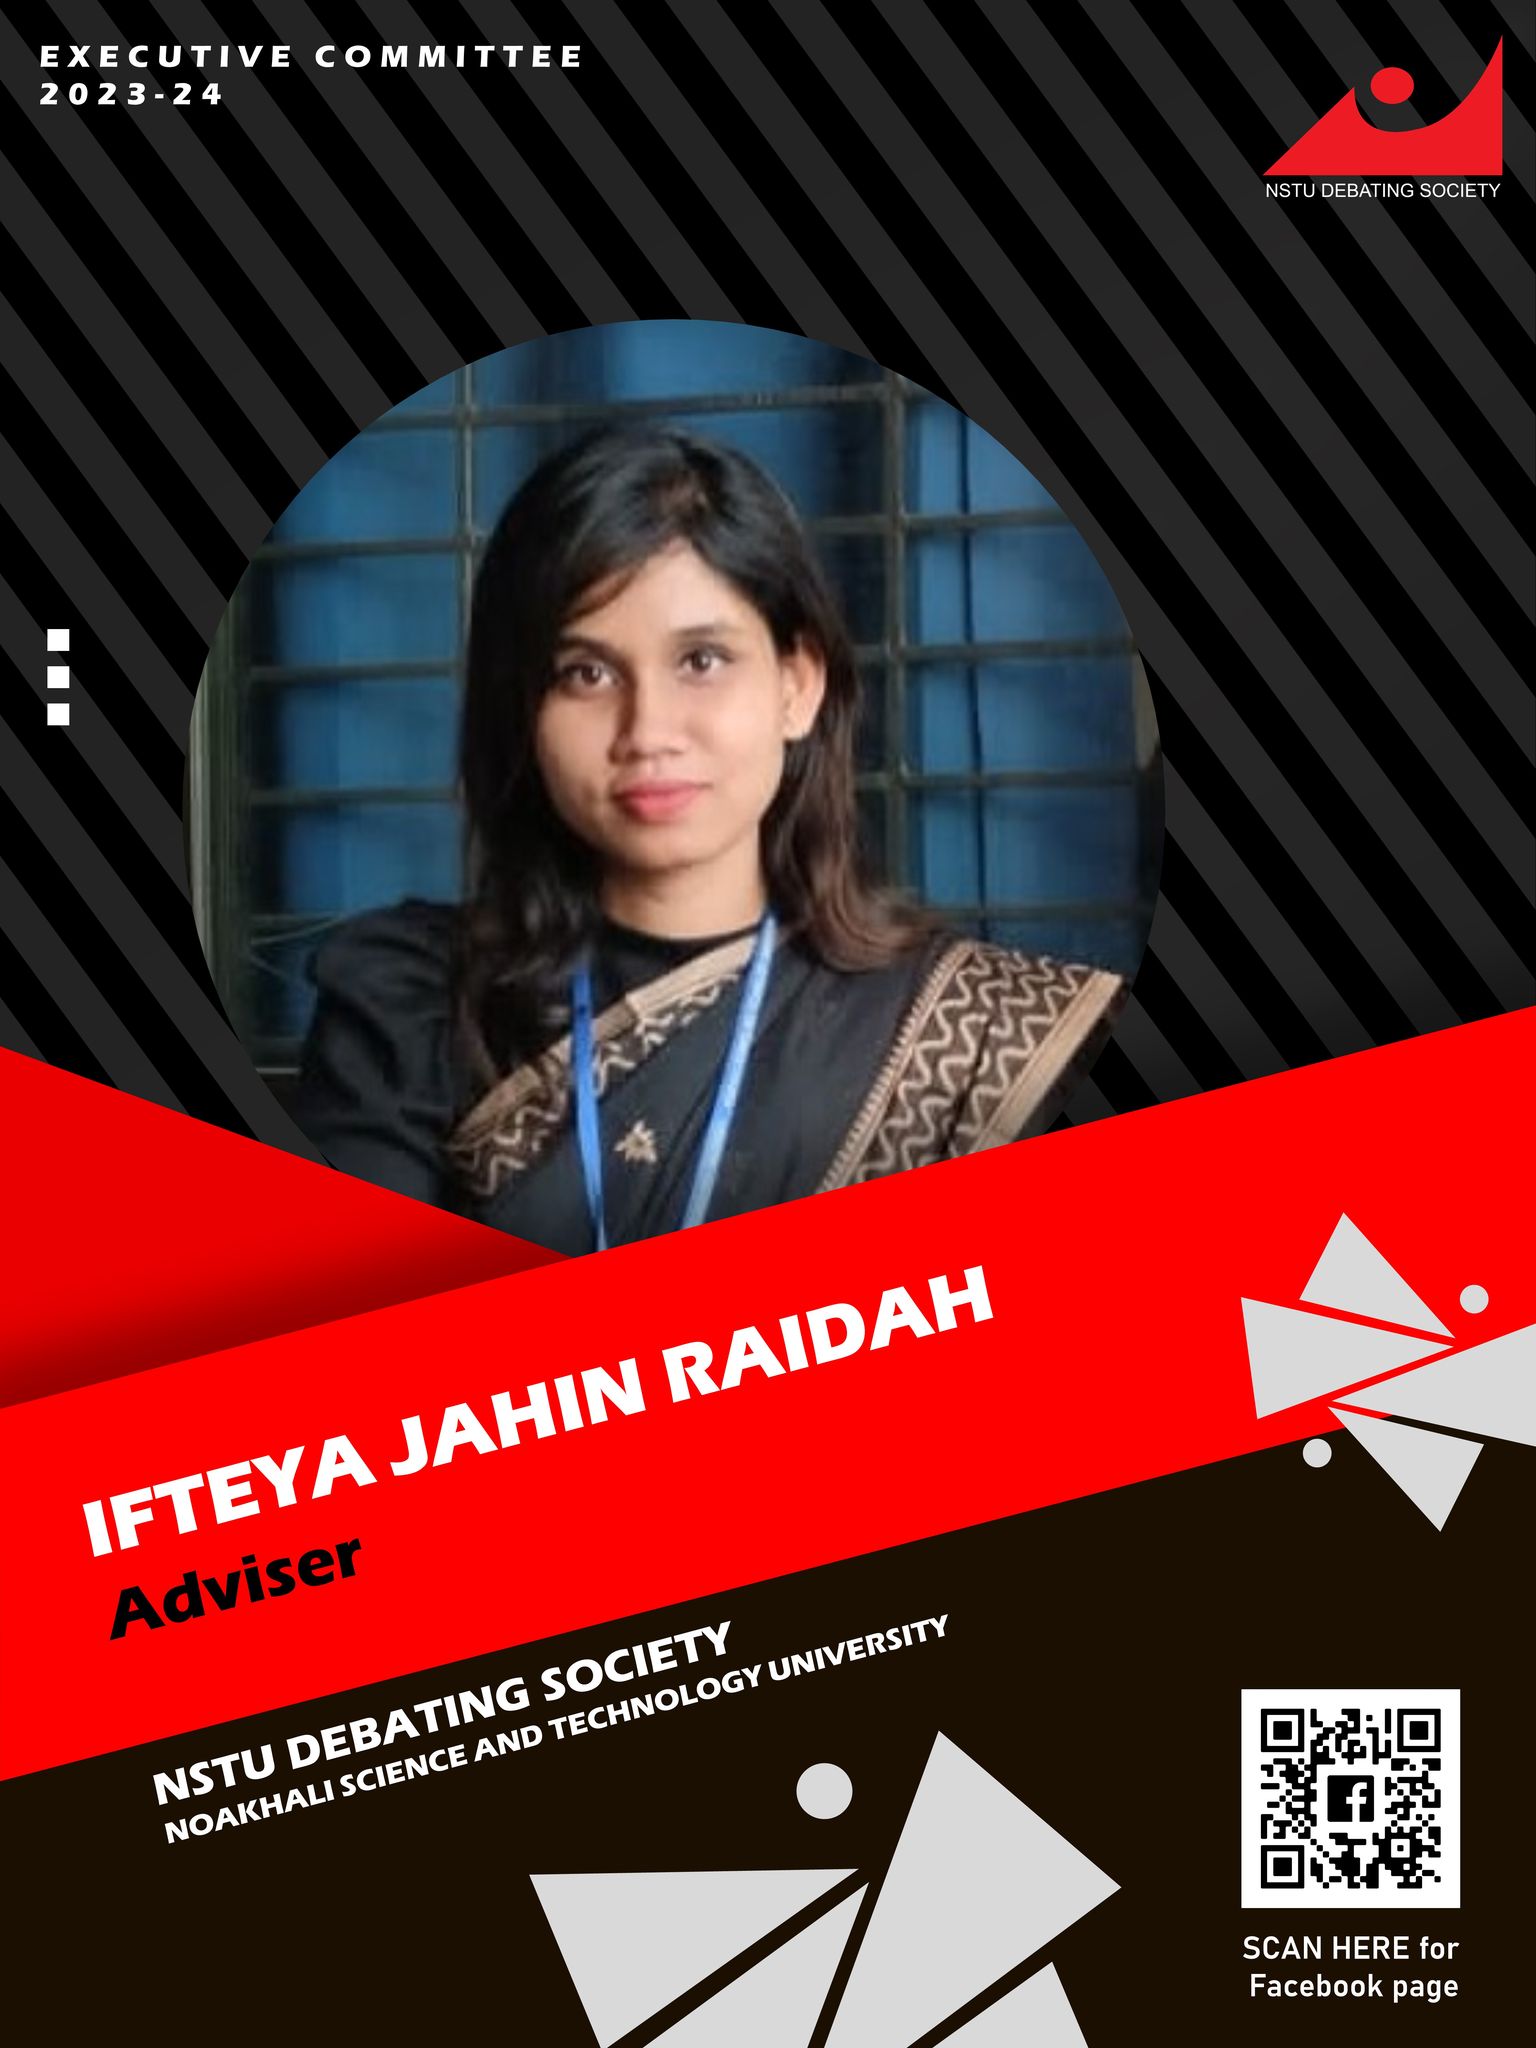 EXECUTIVE COMMITTEE
2023-24
NSTU DEBATING SOCIETY
IFTEYA JAHIN RAIDAH
Adviser
NSTU DEBATING SOCIETY
NOAKHALI SCIENCE AND TECHNOLOGY UNIVERSITY
SCAN HERE for
Facebook page